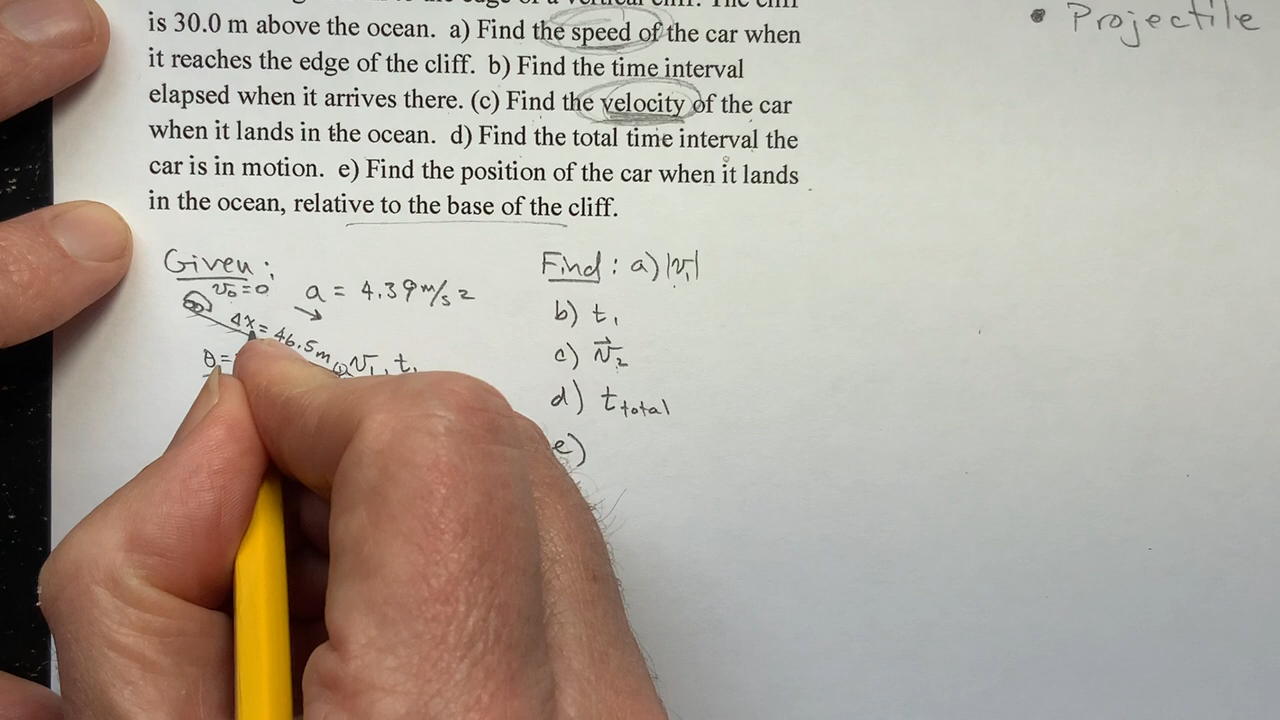 is 30.0 m above the ocean. a) Find the speed of the car when
it reaches the edge of the cliff. b) Find the time interval
elapsed when it arrives there. (c) Find the velocity of the car
when it lands in the ocean. d) Find the total time interval the
car is in motion. e) Find the position of the car when it lands
in the ocean, relative to the base of the cliff.
• Projectile
Given:
v₀=0 a = 4.39 m/s2
Δx = 46.5m
θ= v₁, t₁
Find: a) |v₁|
b) t₁
c) v⃗₂
d) t total
e)